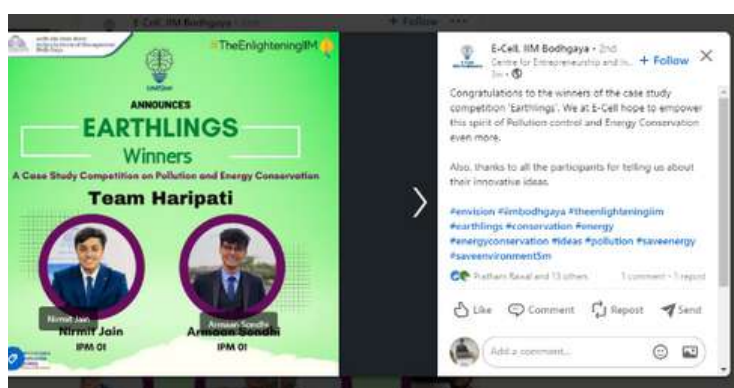 E-Cell, IIM Bodhgaya · 2nd
+ Follow
#TheEnlighteningIIM
ANNOUNCES
EARTHLINGS
Winners
A Case Study Competition on Pollution and Energy Conservation
Team Haripati
Nirmit Jain
Nirmit Jain
IPM 01
Armaan Sondhi
Armaan Sondhi
IPM 01
E-Cell, IIM Bodhgaya · 2nd
Centre for Entrepreneurship and In...
+ Follow
Congratulations to the winners of the case study
competition 'Earthlings'. We at E-Cell hope to empower
this spirit of Pollution control and Energy Conservation
even more.
Also, thanks to all the participants for telling us about
their innovative ideas.
#envision #iimbodhgaya #theenlighteningiim
#earthlings #conservation #energy
#energyconservation #ideas #pollution #saveenergy
#saveenvironment5m
and 13 others
1 comment · 1 repost
Like Comment Repost Send
Add a comment...